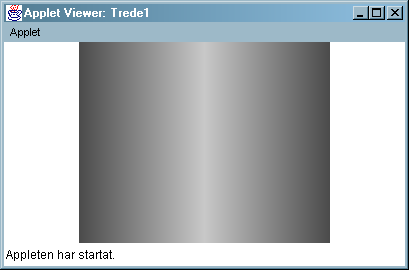 Applet Viewer: Trede1
Applet
Appleten har startat.